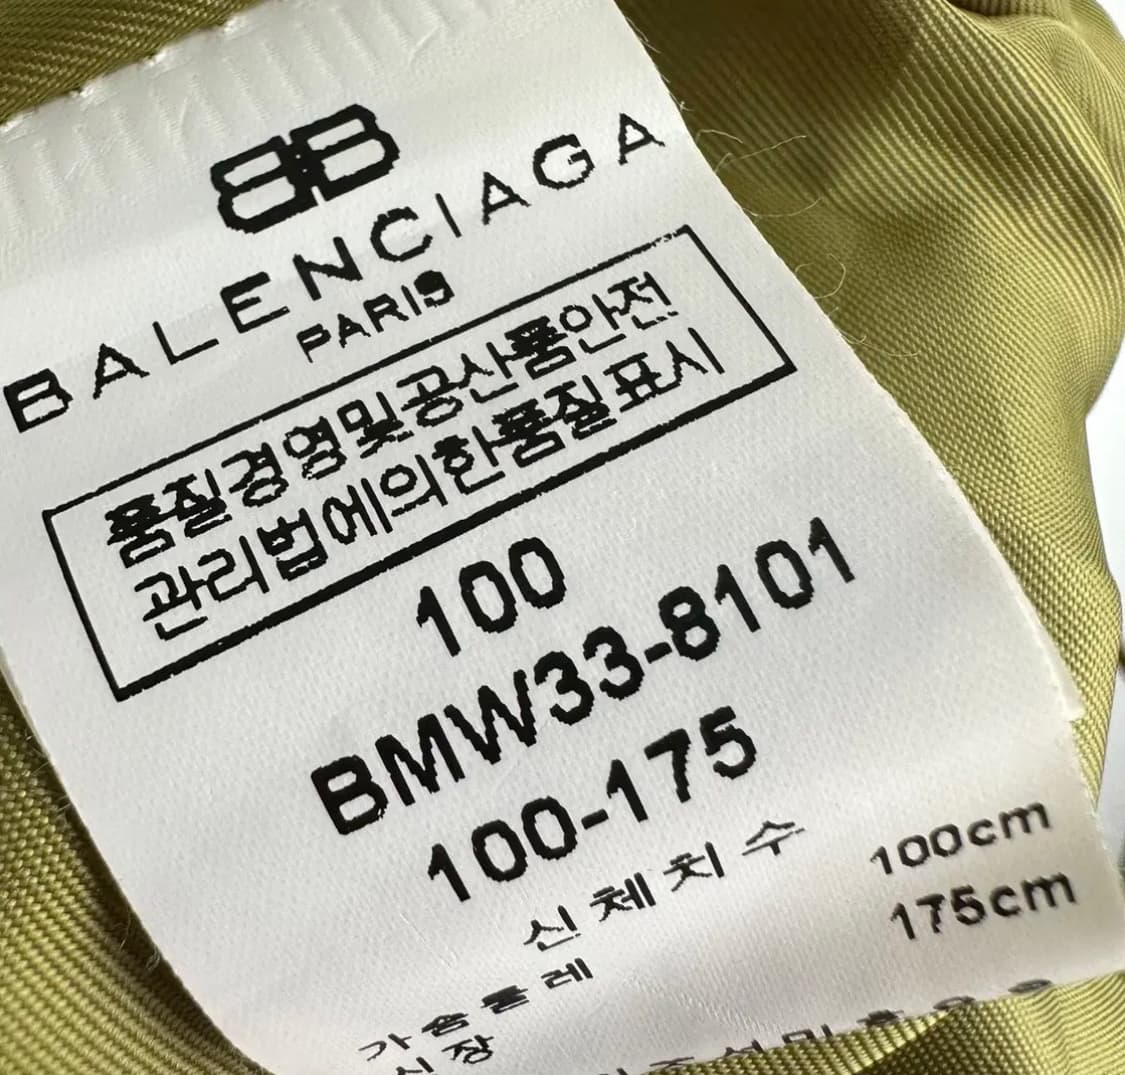 BB
BALENCIAGA
PARIS
품질경영및공산품안전
관리법에의한품질표시
100
BMW33-8101
100-175
신체치수
가슴둘레 100cm
신장 175cm